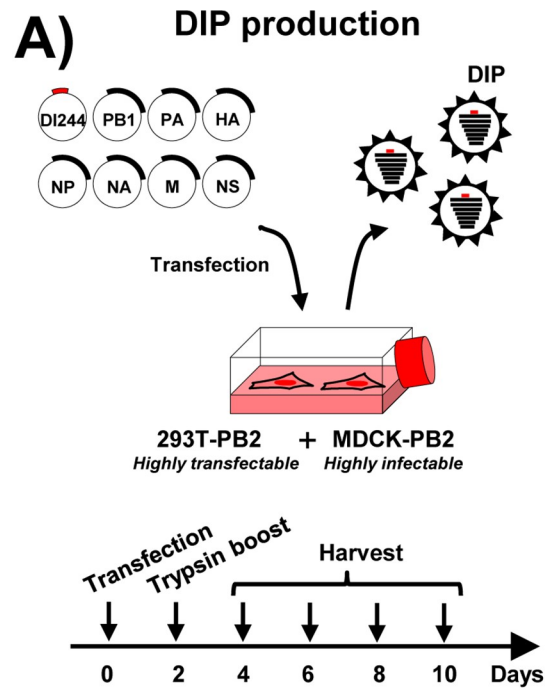 A)
DIP production
DI244 PB1 PA HA
NP NA M NS
DIP
Transfection
293T-PB2 + MDCK-PB2
Highly transfectable Highly infectable
Transfection
Trypsin boost
Harvest
0 2 4 6 8 10 Days